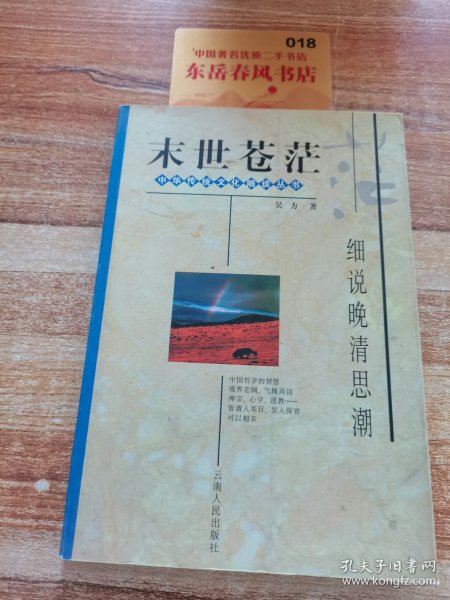 018
中国著名优质二手书店
东岳春风书店
末世苍茫
中华传统文化随谈丛书
吴方 著
细说晚清思潮
中国哲学的智慧
境界宏阔，气魄高洁
禅宗、心学、道教……
皆清人耳目，发人深省
可以相亲
云南人民出版社
孔夫子旧书网
www.kongfz.com